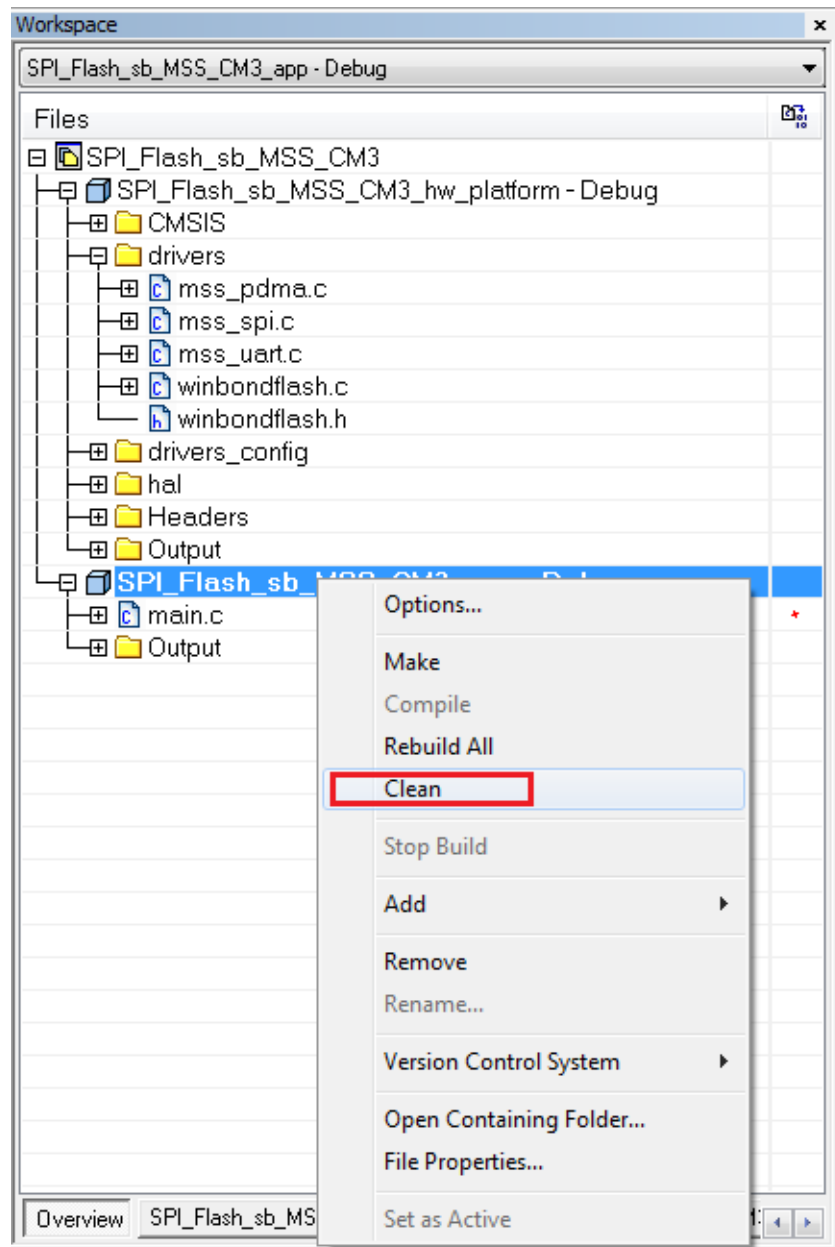 Workspace
SPI_Flash_sb_MSS_CM3_app - Debug
Files
SPI_Flash_sb_MSS_CM3
SPI_Flash_sb_MSS_CM3_hw_platform - Debug
CMSIS
drivers
mss_pdma.c
mss_spi.c
mss_uart.c
winbondflash.c
winbondflash.h
drivers_config
hal
Headers
Output
SPI_Flash_sb_
main.c
Output
Options...
Make
Compile
Rebuild All
Clean
Stop Build
Add
Remove
Rename...
Version Control System
Open Containing Folder...
File Properties...
Set as Active
Overview SPI_Flash_sb_MS